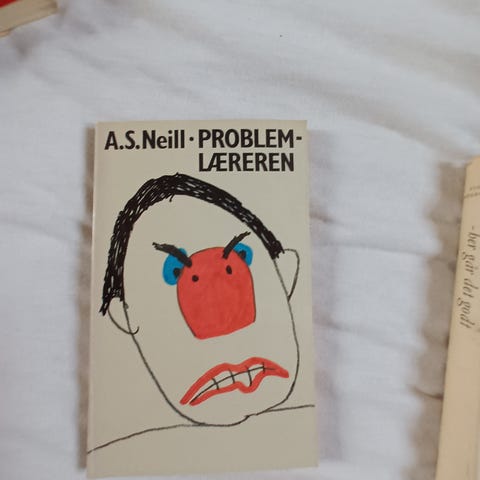 A.S.Neill · PROBLEM-
LÆREREN
- her går det godt